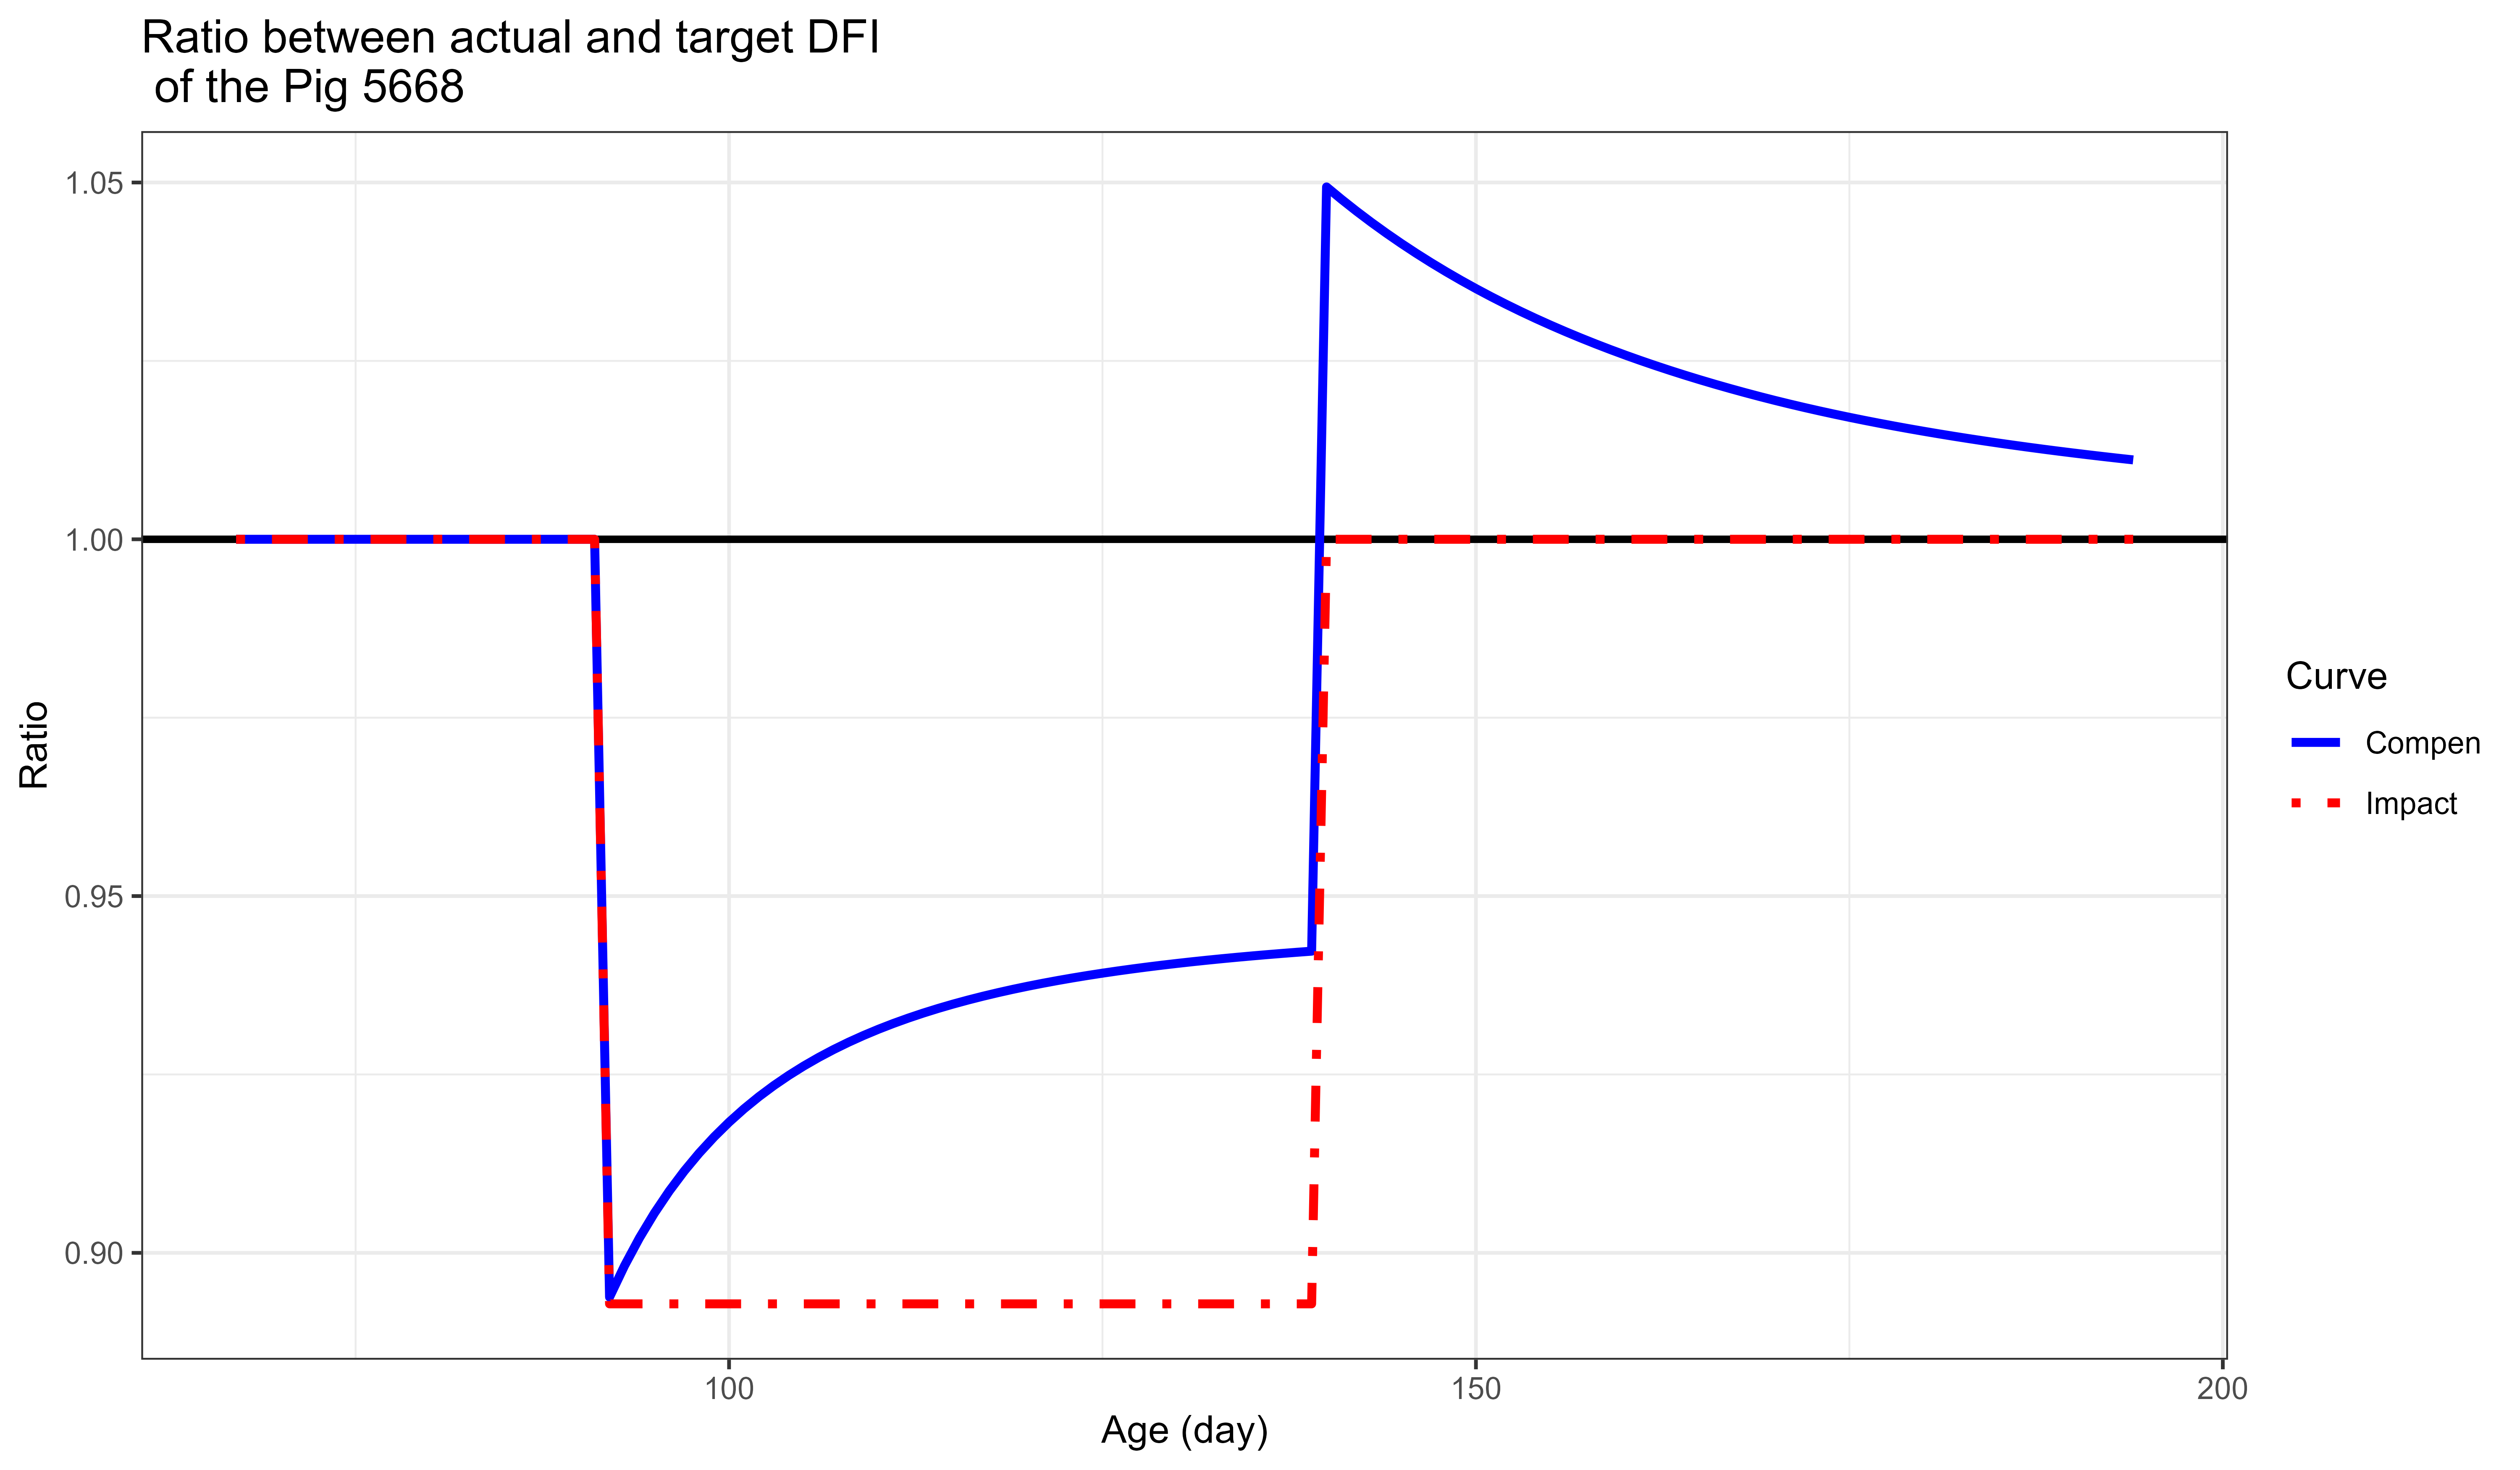 Ratio between actual and target DFI
of the Pig 5668
1.05
1.00
0.95
0.90
Ratio
100
150
200
Age (day)
Curve
Compen
Impact